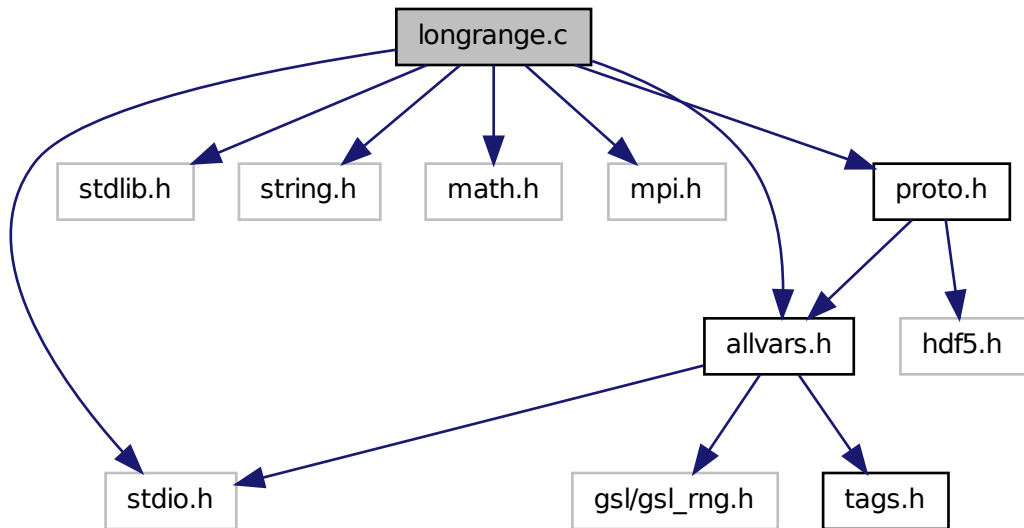 longrange.c
stdlib.h
string.h
math.h
mpi.h
proto.h
allvars.h
hdf5.h
stdio.h
gsl/gsl_rng.h
tags.h